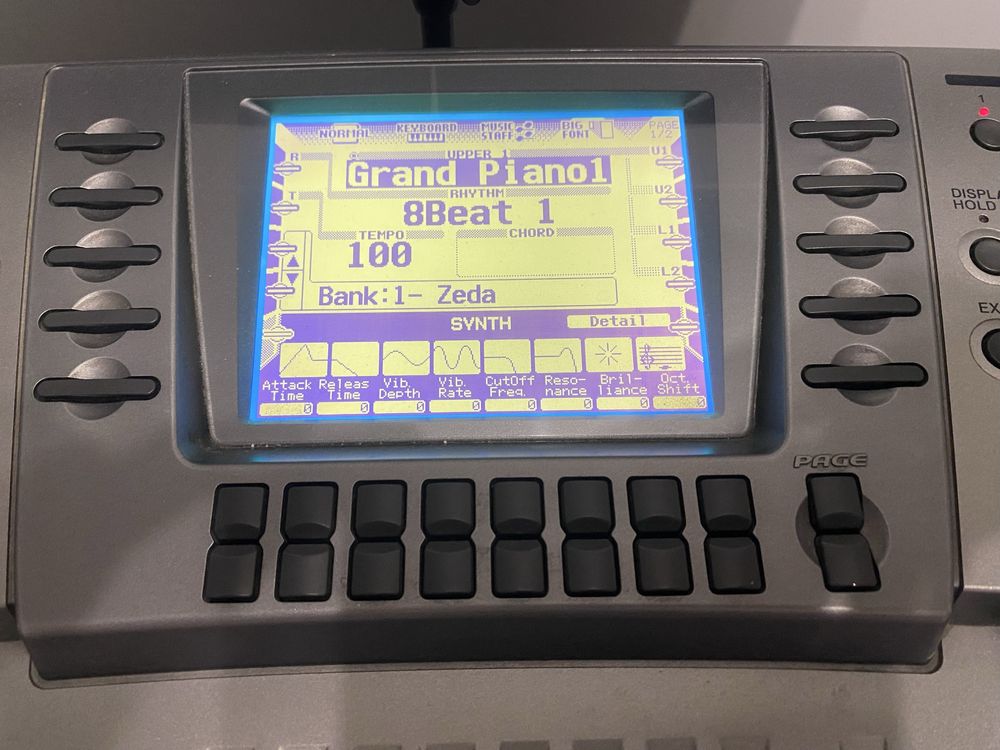 NORMAL KEYBOARD MUSIC STAFF BIG FONT PAGE 1/2
R UPPER 1 U1
Grand Piano1
T RHYTHM U2
8Beat 1
TEMPO CHORD L1
100
L2
Bank:1- Zeda
SYNTH Detail
Attack Time Releas Time Vib. Depth Vib. Rate CutOff Freq. Reso- nance Bril- liance Oct. Shift
0 0 0 0 0 0 0 0
PAGE
1
DISPLA
HOLD
EX